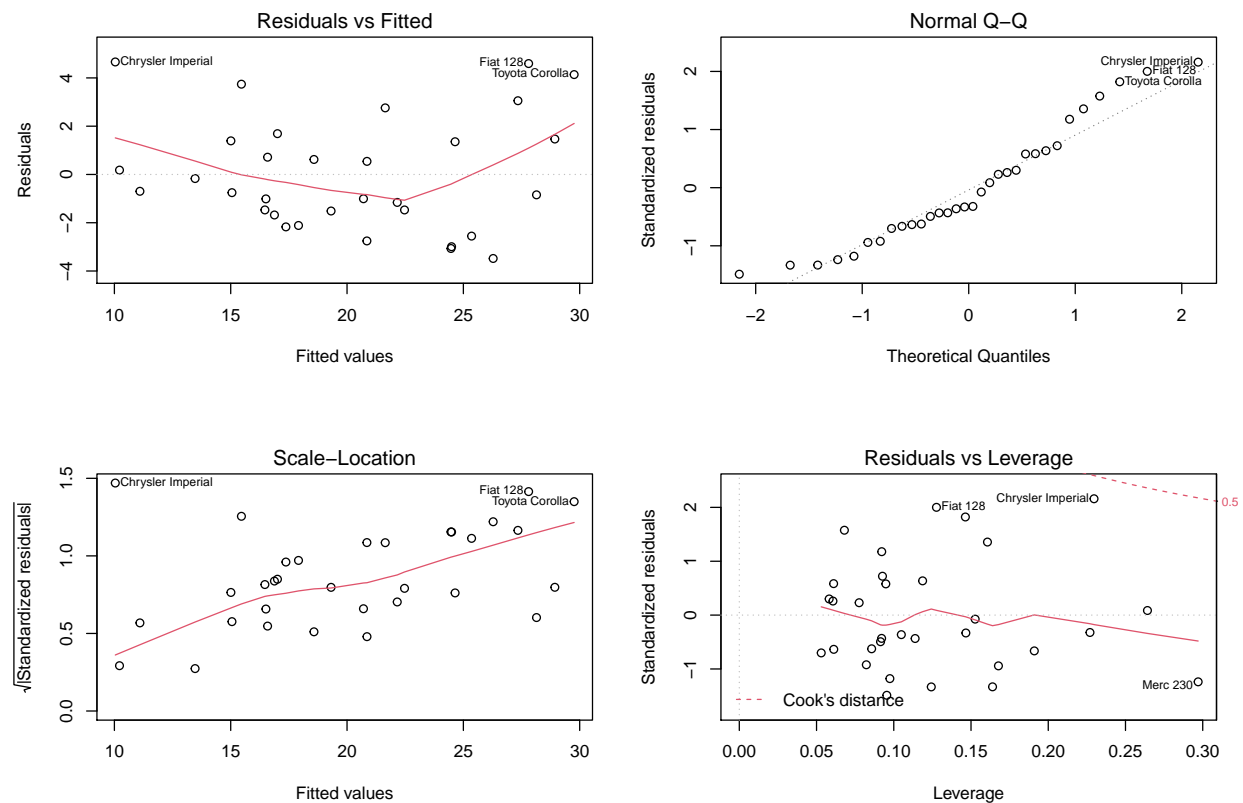 Residuals vs Fitted
Residuals
4
2
0
−2
−4
Chrysler Imperial
Fiat 128
Toyota Corolla
10 15 20 25 30
Fitted values
Normal Q−Q
Standardized residuals
2
1
0
−1
Chrysler Imperial
Fiat 128
Toyota Corolla
−2 −1 0 1 2
Theoretical Quantiles
Scale−Location
√|Standardized residuals|
1.5
1.0
0.5
0.0
Chrysler Imperial
Fiat 128
Toyota Corolla
10 15 20 25 30
Fitted values
Residuals vs Leverage
Standardized residuals
2
1
0
−1
Chrysler Imperial
Fiat 128
0.5
Merc 230
Cook's distance
0.00 0.05 0.10 0.15 0.20 0.25 0.30
Leverage